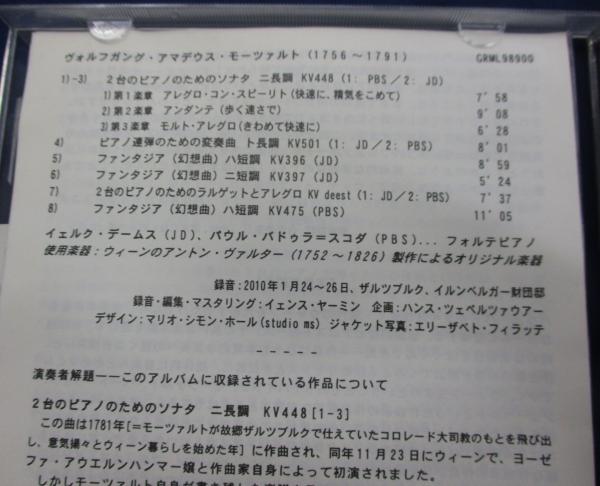 ヴォルフガング・アマデウス・モーツァルト(1756〜1791) GRML98900
1)-3) 2台のピアノのためのソナタ 二長調 KV448 (1: PBS/2: JD)
1)第1楽章 アレグロ・コン・スピーリト(快速に、精気をこめて) 7'58
2)第2楽章 アンダンテ(歩く速さで) 9'08
3)第3楽章 モルト・アレグロ(きわめて快速に) 6'28
4) ピアノ連弾のための変奏曲 ト長調 KV501 (1: JD/2: PBS) 8'01
5) ファンタジア(幻想曲)ハ短調 KV396 (JD) 8'59
6) ファンタジア(幻想曲)ニ短調 KV397 (JD) 5'24
7) 2台のピアノのためのラルゲットとアレグロ KV deest (1: JD/2: PBS) 7'37
8) ファンタジア(幻想曲)ハ短調 KV475 (PBS) 11'05
イェルク・デームス(JD)、パウル・バドゥラ=スコダ(PBS)... フォルテピアノ
使用楽器:ウィーンのアントン・ヴァルター(1752〜1826)製作によるオリジナル楽器
録音:2010年1月24〜26日、ザルツブルク、イルンベルガー財団邸
録音・編集・マスタリング:イェンス・ヤーミン 企画:ハンス・ツェペルツァウアー
デザイン:マリオ・シモン・ホール(studio ms) ジャケット写真:エリーザベト・フィラッテ
-----
演奏者解題――このアルバムに収録されている作品について
2台のピアノのためのソナタ 二長調 KV448[1-3]
この曲は1781年[=モーツァルトが故郷ザルツブルクで仕えていたコロレード大司教のもとを飛び出
し、意気揚々とウィーン暮らしを始めた年]に作曲され、同年11月23日にウィーンで、ヨーゼ
ファ・アウエルンハンマー嬢と作曲家自身によって初演されました。
しかしモーツァルト自身が書き残した